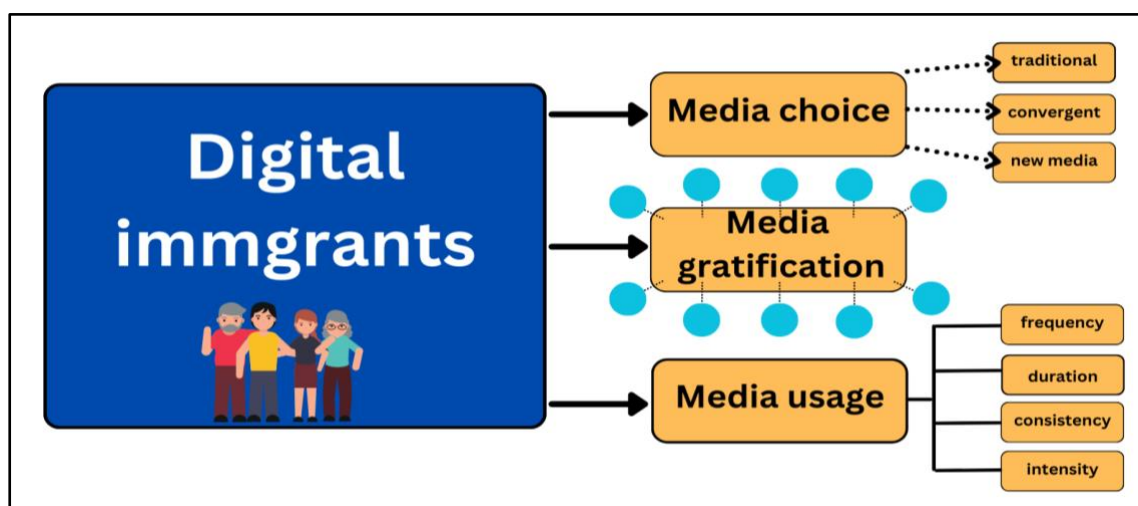 Digital
immgrants
Media choice
traditional
convergent
new media
Media
gratification
Media usage
frequency
duration
consistency
intensity